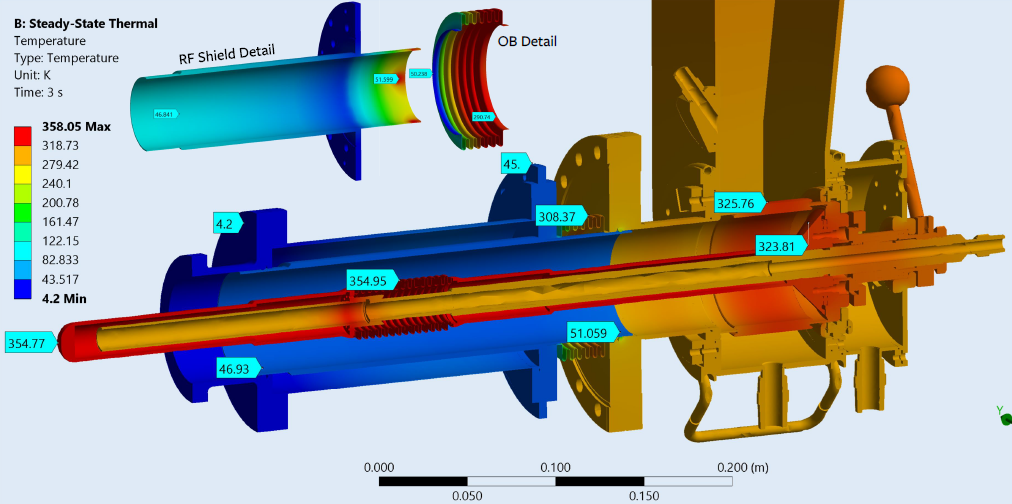 B: Steady-State Thermal
Temperature
Type: Temperature
Unit: K
Time: 3 s
358.05 Max
318.73
279.42
240.1
200.78
161.47
122.15
82.833
43.517
4.2 Min
RF Shield Detail
OB Detail
46.841
51.599
50.238
290.74
45.
4.2
308.37
325.76
323.81
354.95
354.77
51.059
46.93
Y
0.000 0.100 0.200 (m)
0.050 0.150